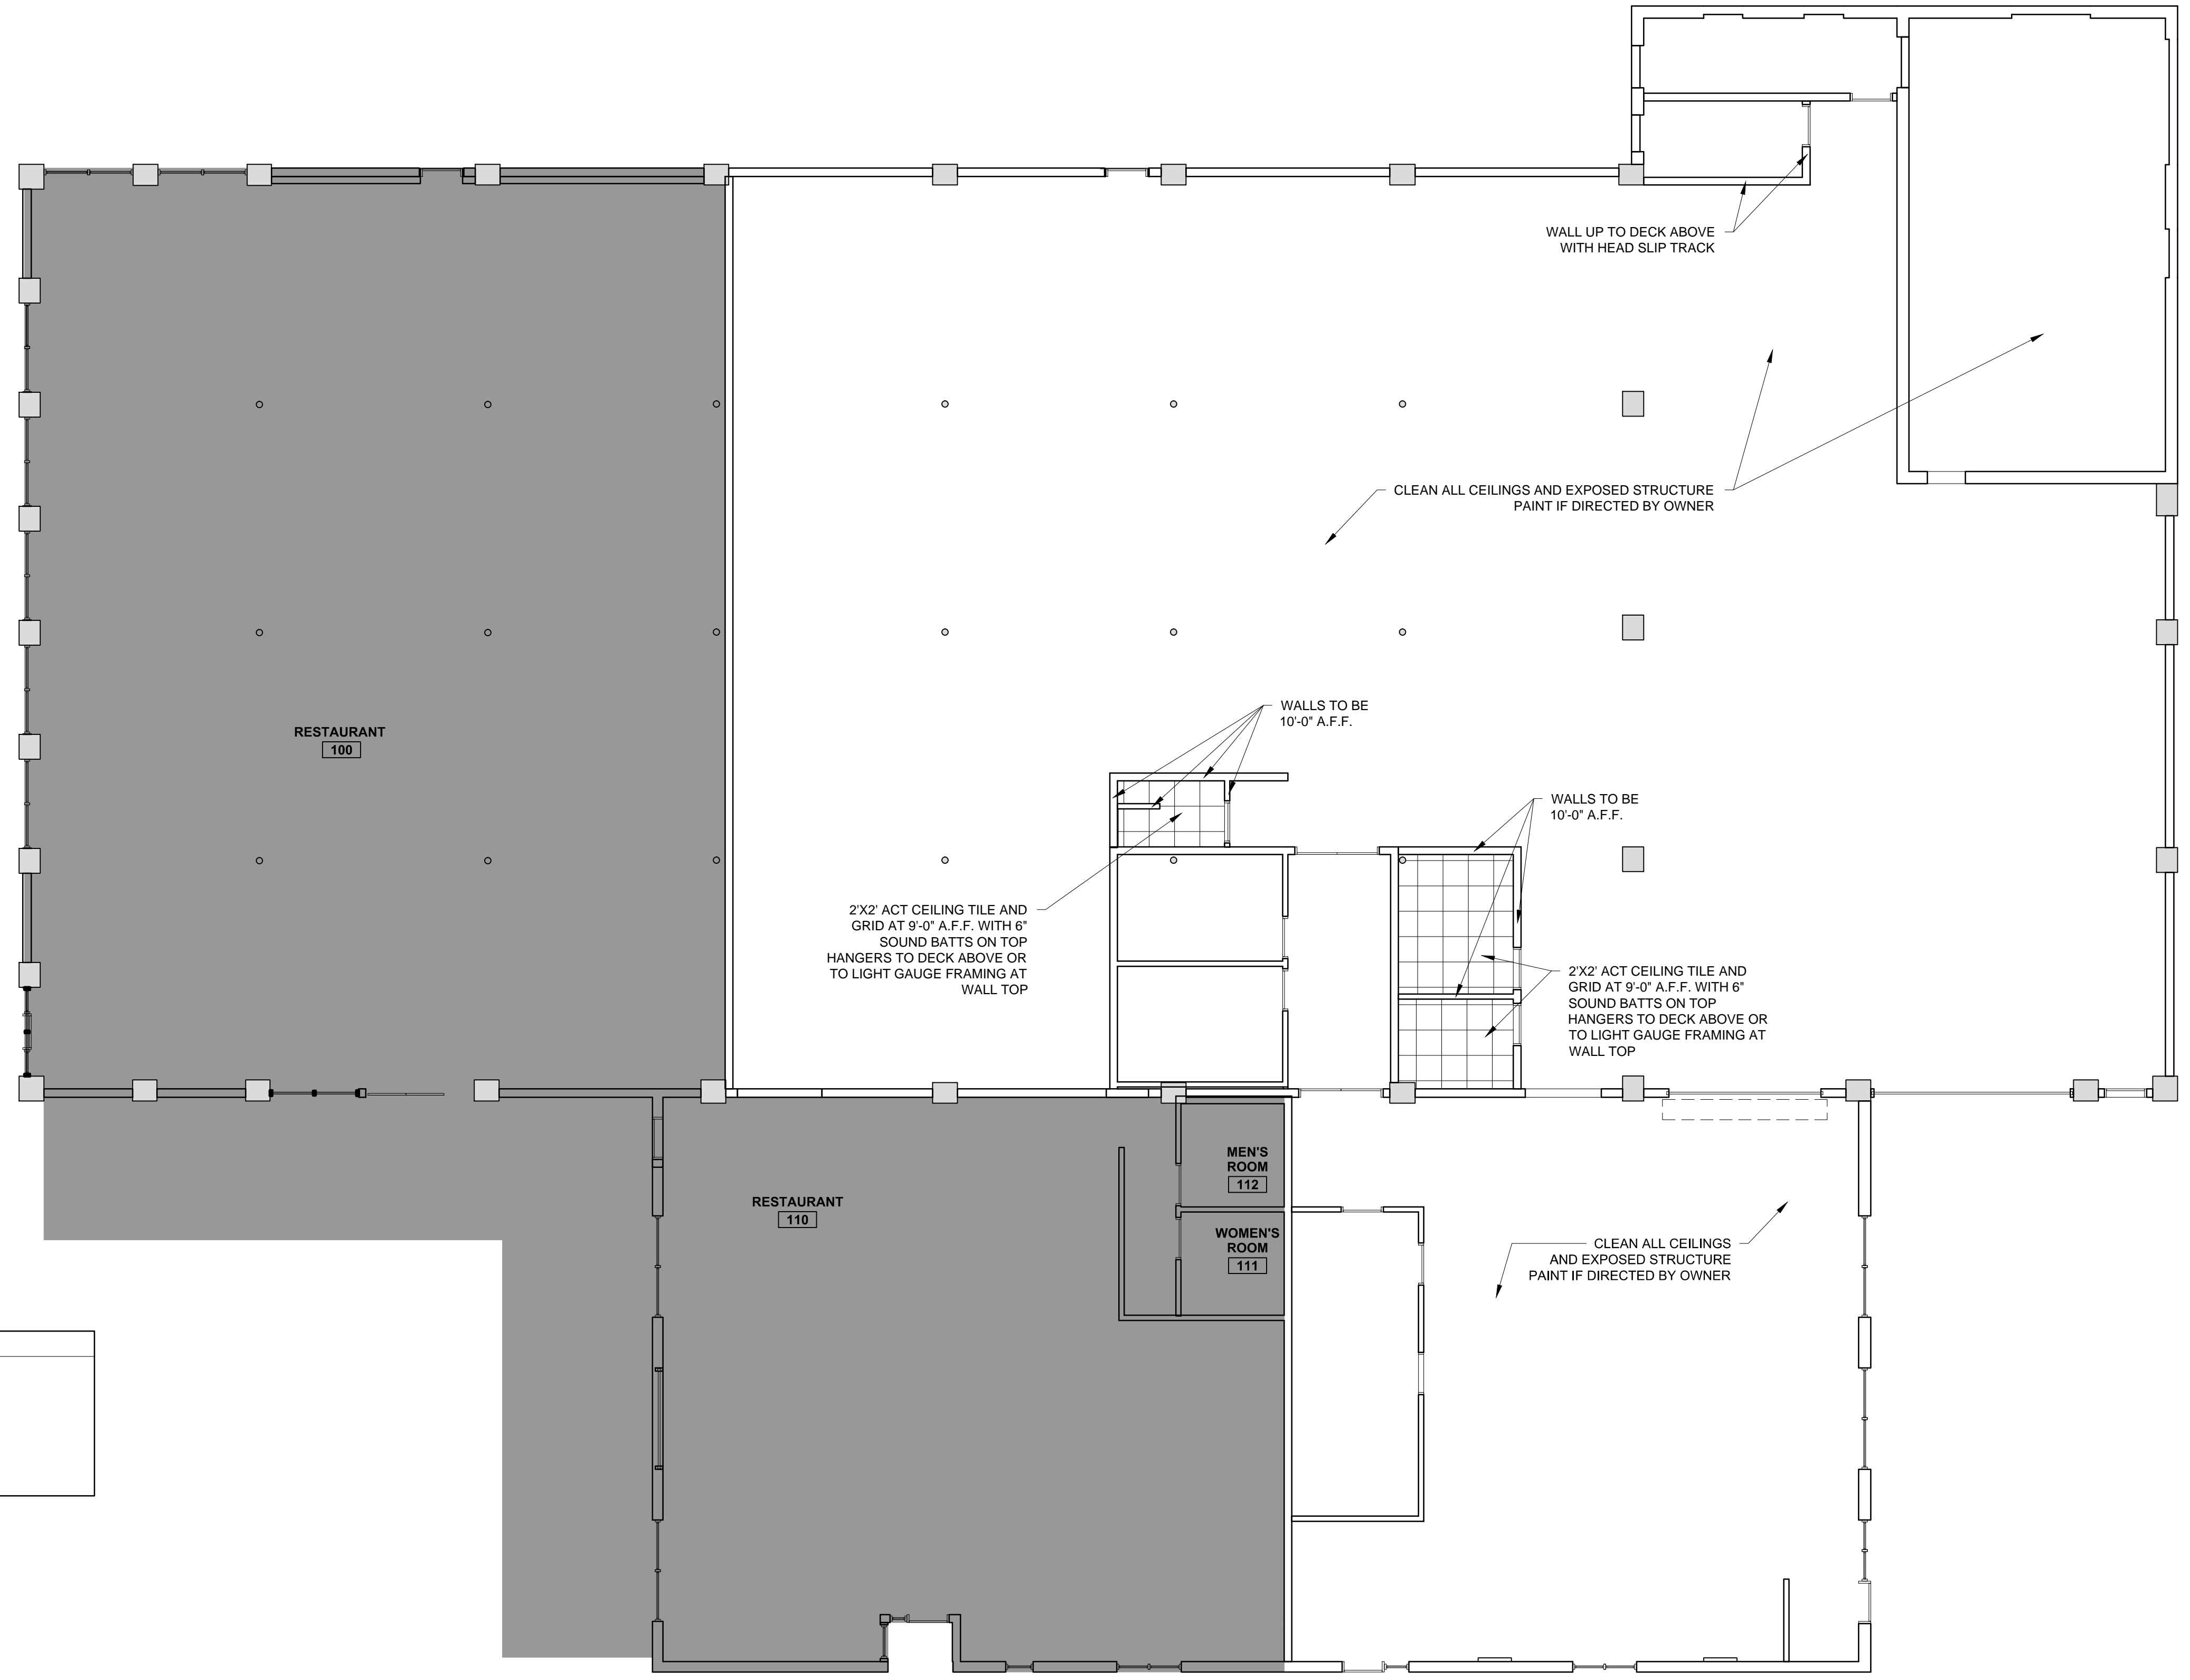 WALL UP TO DECK ABOVE
WITH HEAD SLIP TRACK
CLEAN ALL CEILINGS AND EXPOSED STRUCTURE
PAINT IF DIRECTED BY OWNER
RESTAURANT
100
WALLS TO BE
10'-0" A.F.F.
WALLS TO BE
10'-0" A.F.F.
2'X2' ACT CEILING TILE AND
GRID AT 9'-0" A.F.F. WITH 6"
SOUND BATTS ON TOP
HANGERS TO DECK ABOVE OR
TO LIGHT GAUGE FRAMING AT
WALL TOP
2'X2' ACT CEILING TILE AND
GRID AT 9'-0" A.F.F. WITH 6"
SOUND BATTS ON TOP
HANGERS TO DECK ABOVE OR
TO LIGHT GAUGE FRAMING AT
WALL TOP
MEN'S
ROOM
112
RESTAURANT
110
WOMEN'S
ROOM
111
CLEAN ALL CEILINGS
AND EXPOSED STRUCTURE
PAINT IF DIRECTED BY OWNER